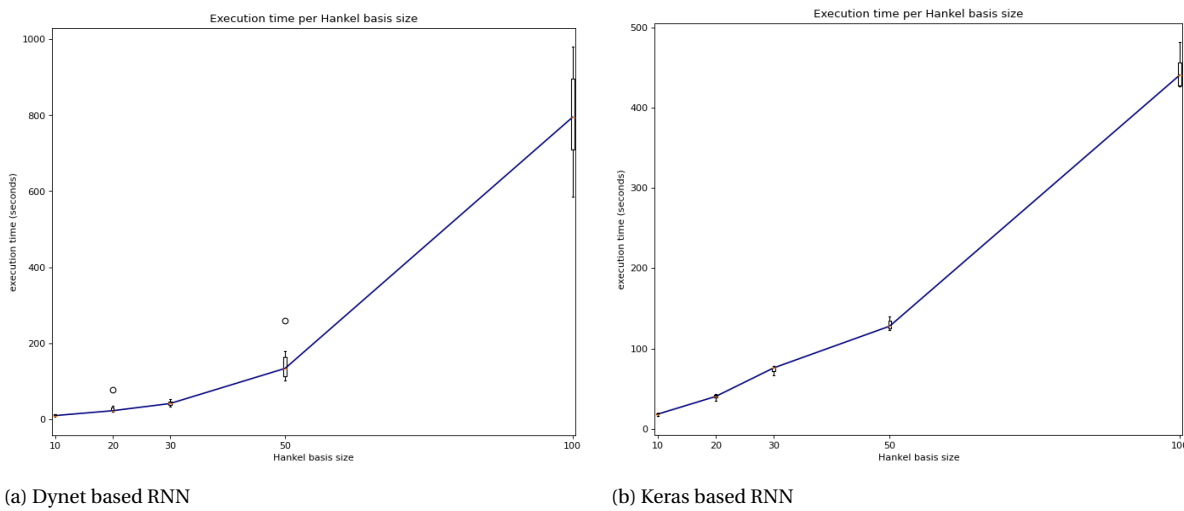 Execution time per Hankel basis size
1000
800
600
400
200
0
execution time (seconds)
10 20 30 50 100
Hankel basis size
(a) Dynet based RNN
Execution time per Hankel basis size
500
400
300
200
100
0
execution time (seconds)
10 20 30 50 100
Hankel basis size
(b) Keras based RNN